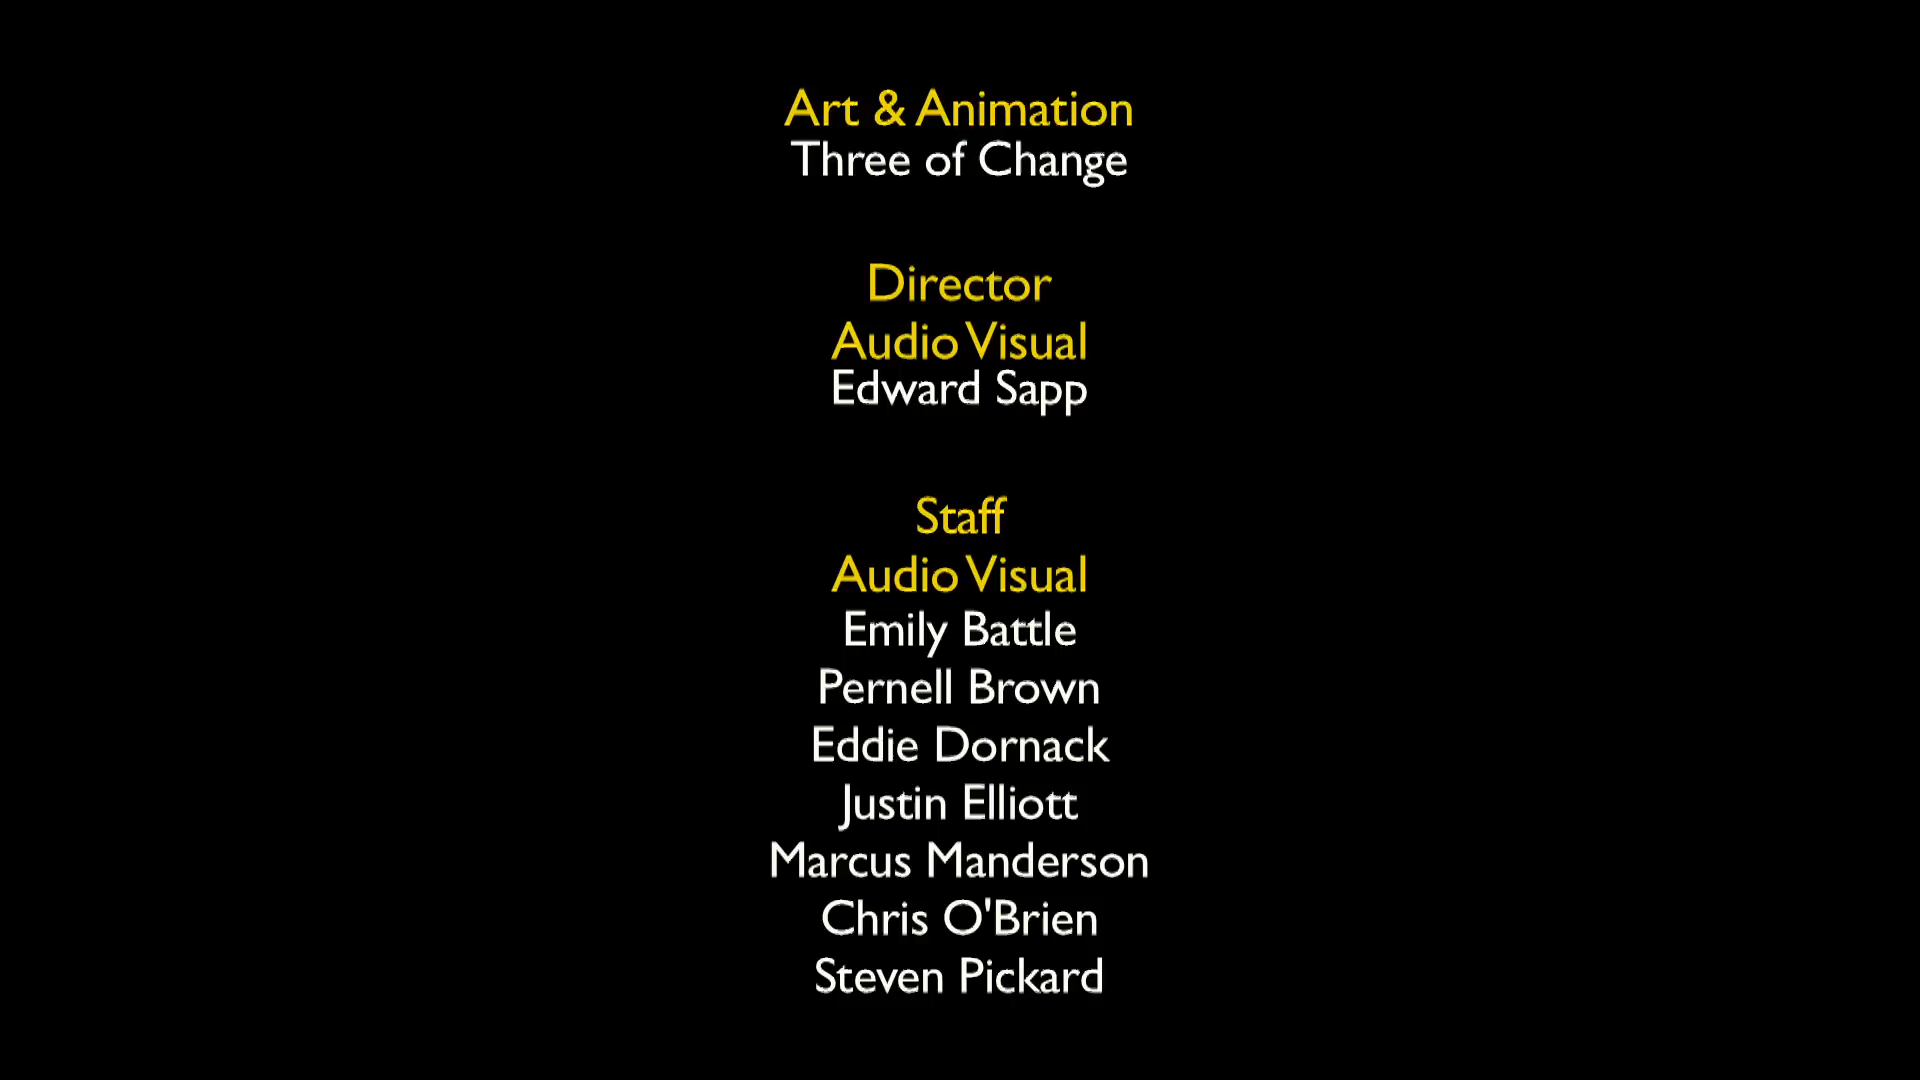 Art & Animation
Three of Change
Director
Audio Visual
Edward Sapp
Staff
Audio Visual
Emily Battle
Pernell Brown
Eddie Dornack
Justin Elliott
Marcus Manderson
Chris O'Brien
Steven Pickard